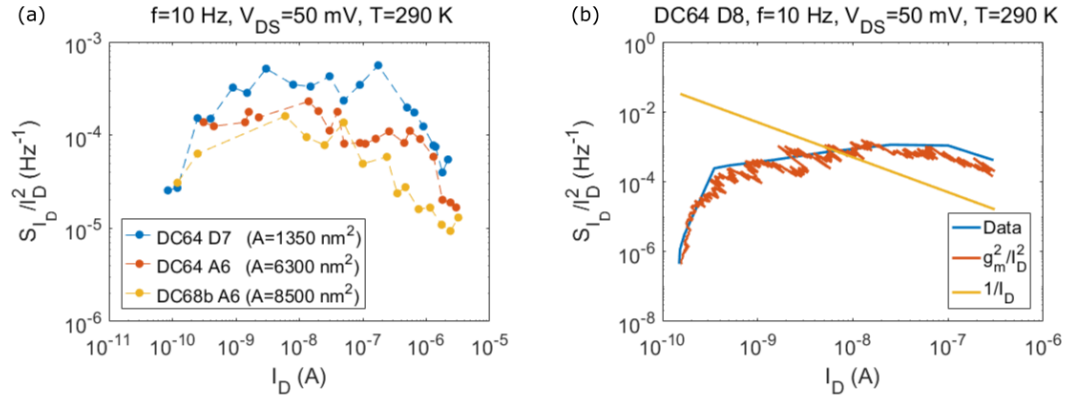 (a)
f=10 Hz, V_DS=50 mV, T=290 K
10^-3
10^-4
10^-5
10^-6
S_{I_D}/I_D^2 (Hz^-1)
DC64 D7 (A=1350 nm^2)
DC64 A6 (A=6300 nm^2)
DC68b A6 (A=8500 nm^2)
10^-11 10^-10 10^-9 10^-8 10^-7 10^-6 10^-5
I_D (A)
(b)
DC64 D8, f=10 Hz, V_DS=50 mV, T=290 K
10^0
10^-2
10^-4
10^-6
10^-8
S_{I_D}/I_D^2 (Hz^-1)
Data
g_m^2/I_D^2
1/I_D
10^-10 10^-9 10^-8 10^-7 10^-6
I_D (A)